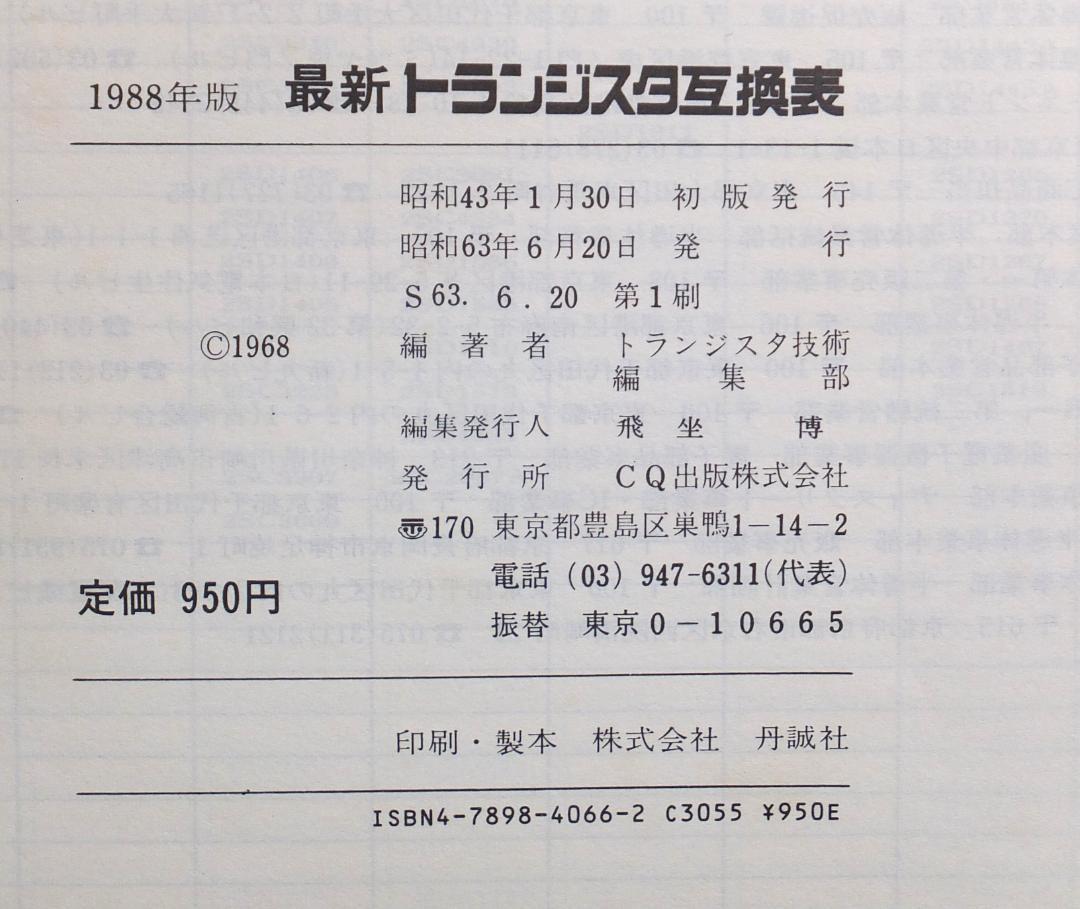 1988年版 最新トランジスタ互換表
昭和43年1月30日 初版発行
昭和63年6月20日 発行
S63. 6. 20 第1刷
©1968 編著者 トランジスタ技術
編集部
編集発行人 飛坐博
発行所 CQ出版株式会社
〠170 東京都豊島区巣鴨1-14-2
電話 (03) 947-6311(代表)
定価 950円
振替 東京0-10665
印刷・製本 株式会社 丹誠社
ISBN4-7898-4066-2 C3055 ¥950E